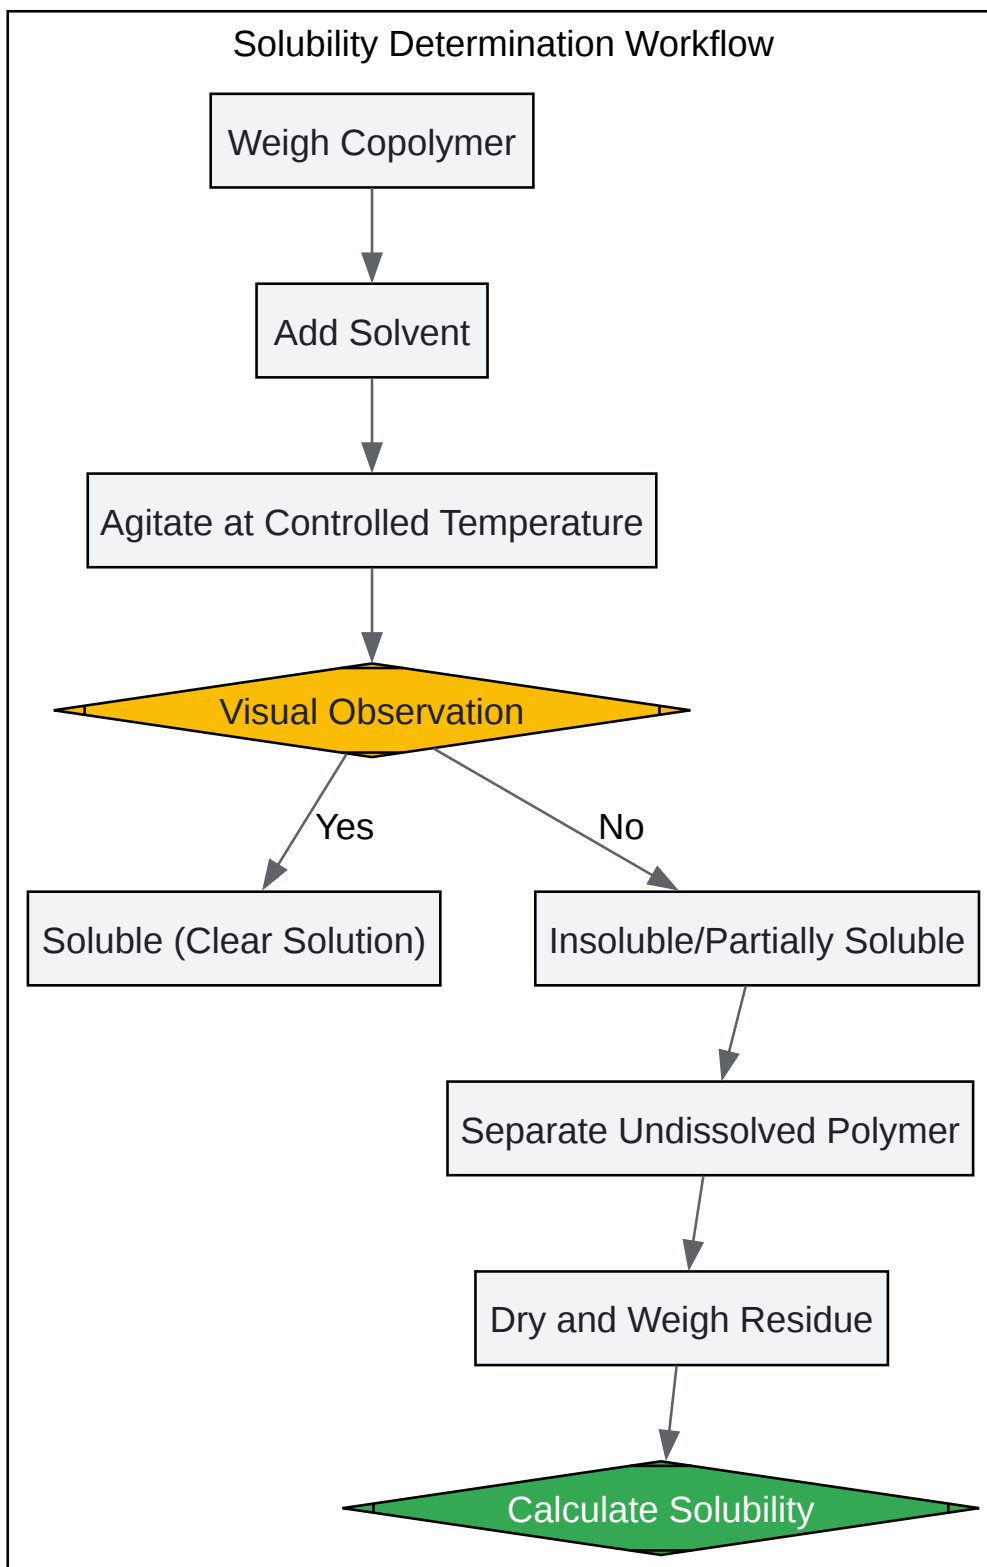 Solubility Determination Workflow
Weigh Copolymer
Add Solvent
Agitate at Controlled Temperature
Visual Observation
Yes
No
Soluble (Clear Solution)
Insoluble/Partially Soluble
Separate Undissolved Polymer
Dry and Weigh Residue
Calculate Solubility